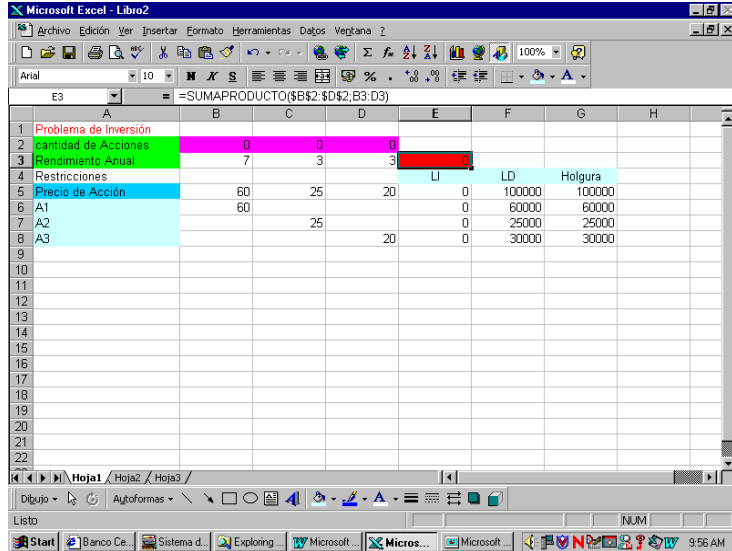 Microsoft Excel - Libro2
Archivo Edición Ver Insertar Formato Herramientas Datos Ventana ?
100%
Arial 10 N K S
E3 = =SUMAPRODUCTO($B$2:$D$2;B3:D3)
A B C D E F G H
1 Problema de Inversión
2 cantidad de Acciones 0 0 0
3 Rendimiento Anual 7 3 3 0
4 Restricciones LI LD Holgura
5 Precio de Acción 60 25 20 0 100000 100000
6 A1 60 0 60000 60000
7 A2 25 0 25000 25000
8 A3 20 0 30000 30000
9
10
11
12
13
14
15
16
17
18
19
20
21
22
Hoja1 Hoja2 Hoja3
Dibujo Autoformas
Listo NUM
Start Banco Ce... Sistema d... Exploring ... Microsoft ... Micros... Microsoft ... 9:56 AM